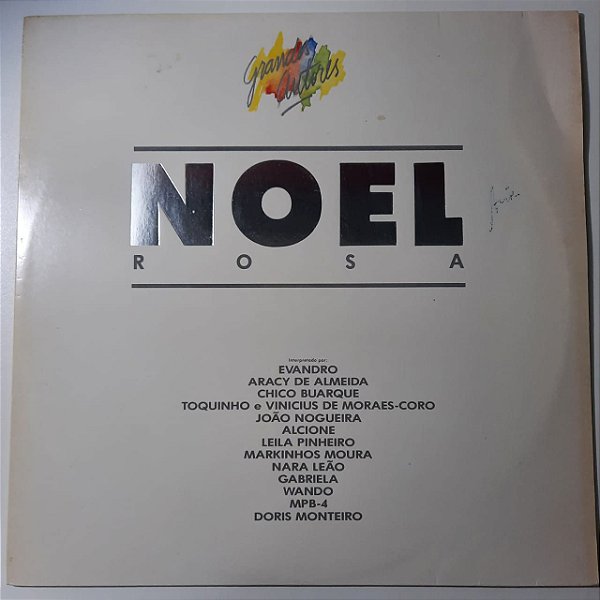 Grandes
autores
NOEL
ROSA
Interpretado por:
EVANDRO
ARACY DE ALMEIDA
CHICO BUARQUE
TOQUINHO e VINICIUS DE MORAES-CORO
JOÃO NOGUEIRA
ALCIONE
LEILA PINHEIRO
MARKINHOS MOURA
NARA LEÃO
GABRIELA
WANDO
MPB-4
DORIS MONTEIRO